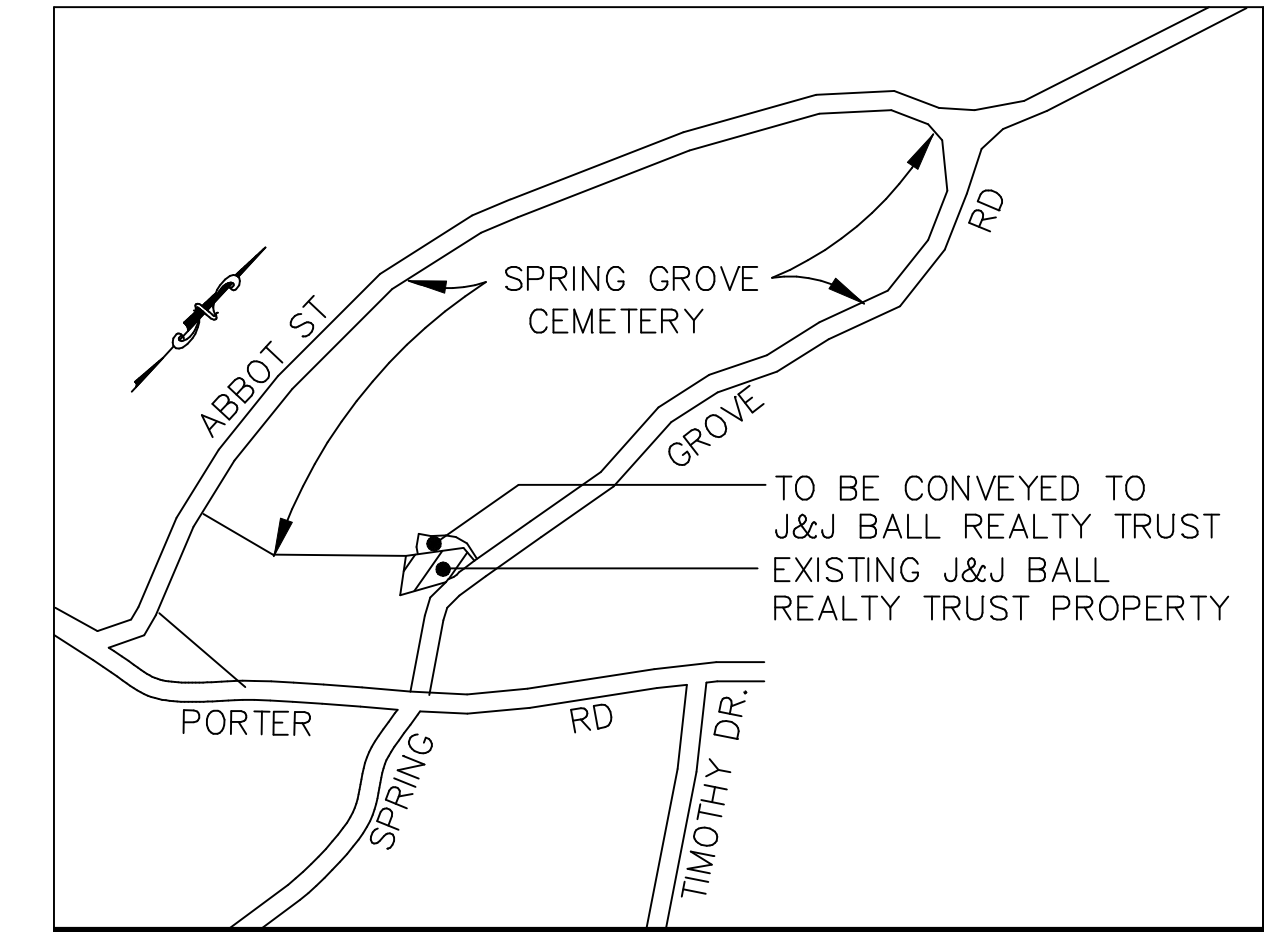 RD
SPRING GROVE
CEMETERY
ABBOT ST
GROVE
TO BE CONVEYED TO
J&J BALL REALTY TRUST
EXISTING J&J BALL
REALTY TRUST PROPERTY
PORTER
RD
SPRING
TIMOTHY DR.